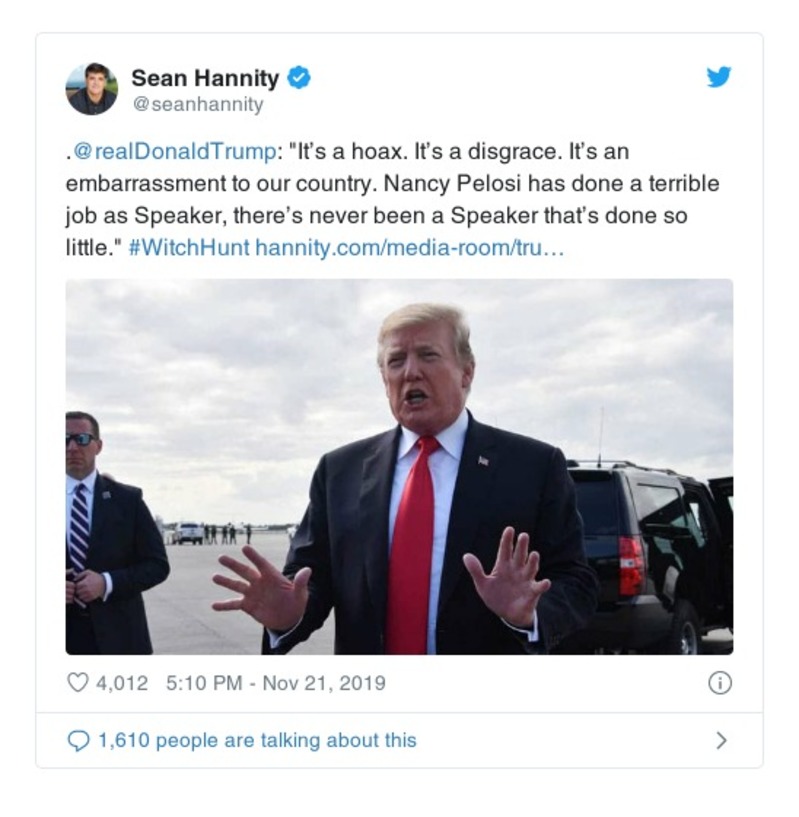 Sean Hannity
@seanhannity
.@realDonaldTrump: "It’s a hoax. It’s a disgrace. It’s an
embarrassment to our country. Nancy Pelosi has done a terrible
job as Speaker, there’s never been a Speaker that’s done so
little." #WitchHunt hannity.com/media-room/tru…
4,012 5:10 PM - Nov 21, 2019
1,610 people are talking about this